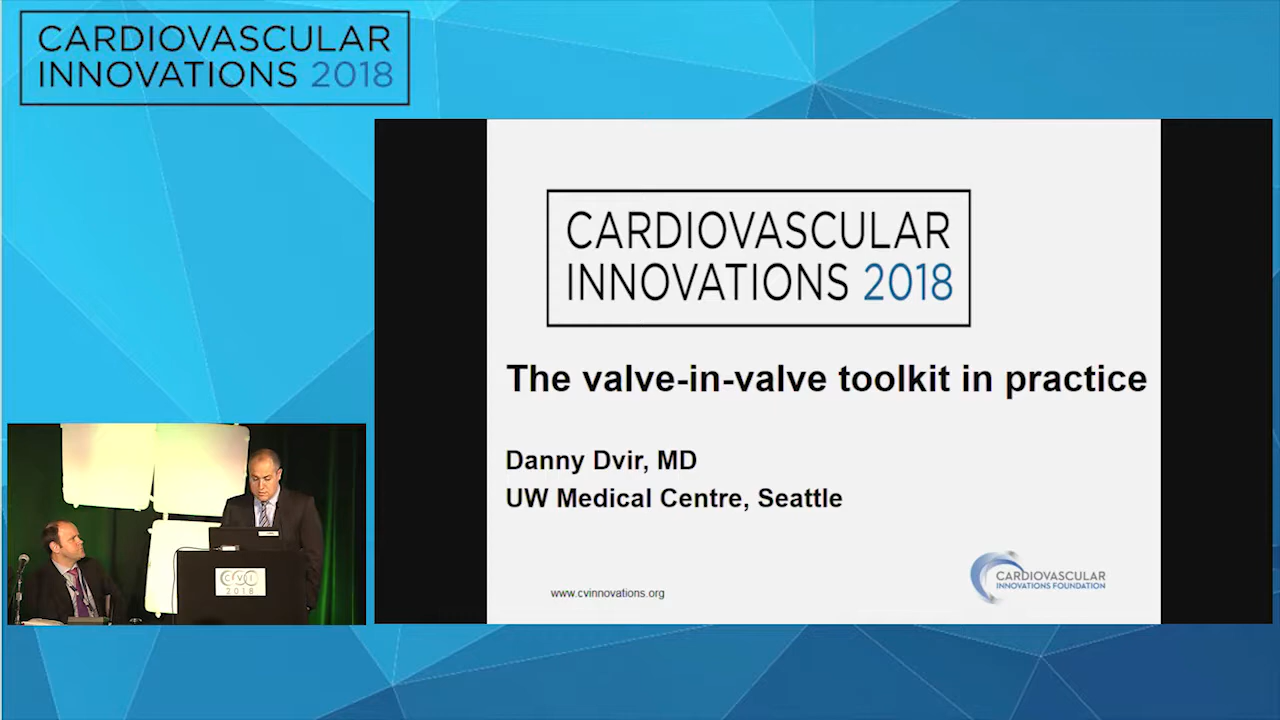 CARDIOVASCULAR
INNOVATIONS 2018
CARDIOVASCULAR
INNOVATIONS 2018
The valve-in-valve toolkit in practice
Danny Dvir, MD
UW Medical Centre, Seattle
www.cvinnovations.org
CARDIOVASCULAR
INNOVATIONS FOUNDATION
CVI
2018